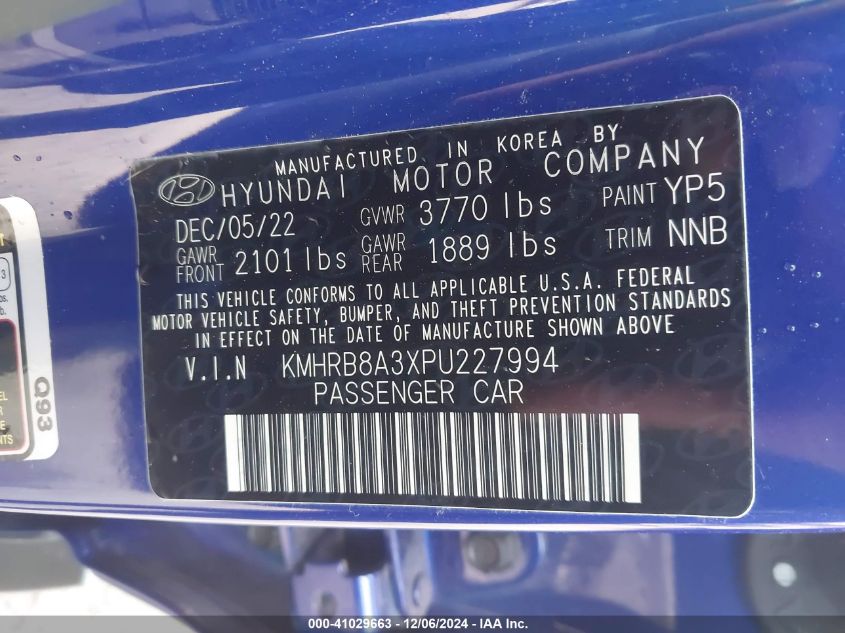 MANUFACTURED IN KOREA BY
HYUNDAI MOTOR COMPANY
DEC/05/22 GVWR 3770 lbs PAINT YP5
GAWR FRONT 2101 lbs GAWR REAR 1889 lbs TRIM NNB
THIS VEHICLE CONFORMS TO ALL APPLICABLE U.S.A. FEDERAL
MOTOR VEHICLE SAFETY, BUMPER, AND THEFT PREVENTION STANDARDS
IN EFFECT ON THE DATE OF MANUFACTURE SHOWN ABOVE
V.I.N KMHRB8A3XPU227994
PASSENGER CAR
Q93
000-41029663 - 12/06/2024 - IAA Inc.